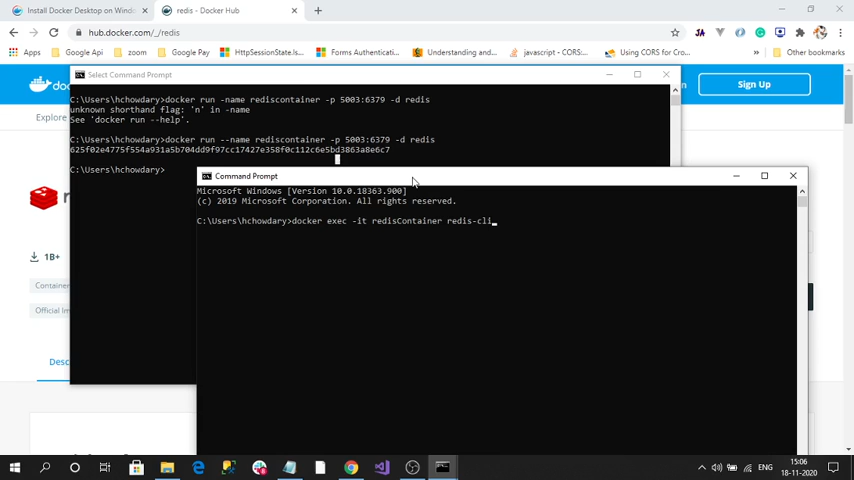 Install Docker Desktop on Windo
redis - Docker Hub
hub.docker.com/_/redis
Apps
Google Api
zoom
Google Pay
HttpSessionState.Is...
Forms Authenticati...
Understanding and...
javascript - CORS:...
Using CORS for Cro...
Other bookmarks
Sign Up
Explore
Select Command Prompt
C:\Users\hchowdary>docker run -name rediscontainer -p 5003:6379 -d redis
unknown shorthand flag: 'n' in -name
See 'docker run --help'.
C:\Users\hchowdary>docker run --name rediscontainer -p 5003:6379 -d redis
625f02e4775f554a931a5b704dd9f97cc17427e358f0c112c6e5bd3863a8e6c7
C:\Users\hchowdary>
Command Prompt
Microsoft Windows [Version 10.0.18363.900]
(c) 2019 Microsoft Corporation. All rights reserved.
C:\Users\hchowdary>docker exec -it redisContainer redis-cli
1B+
Container
Official Im
Desc
ENG
15:06
18-11-2020